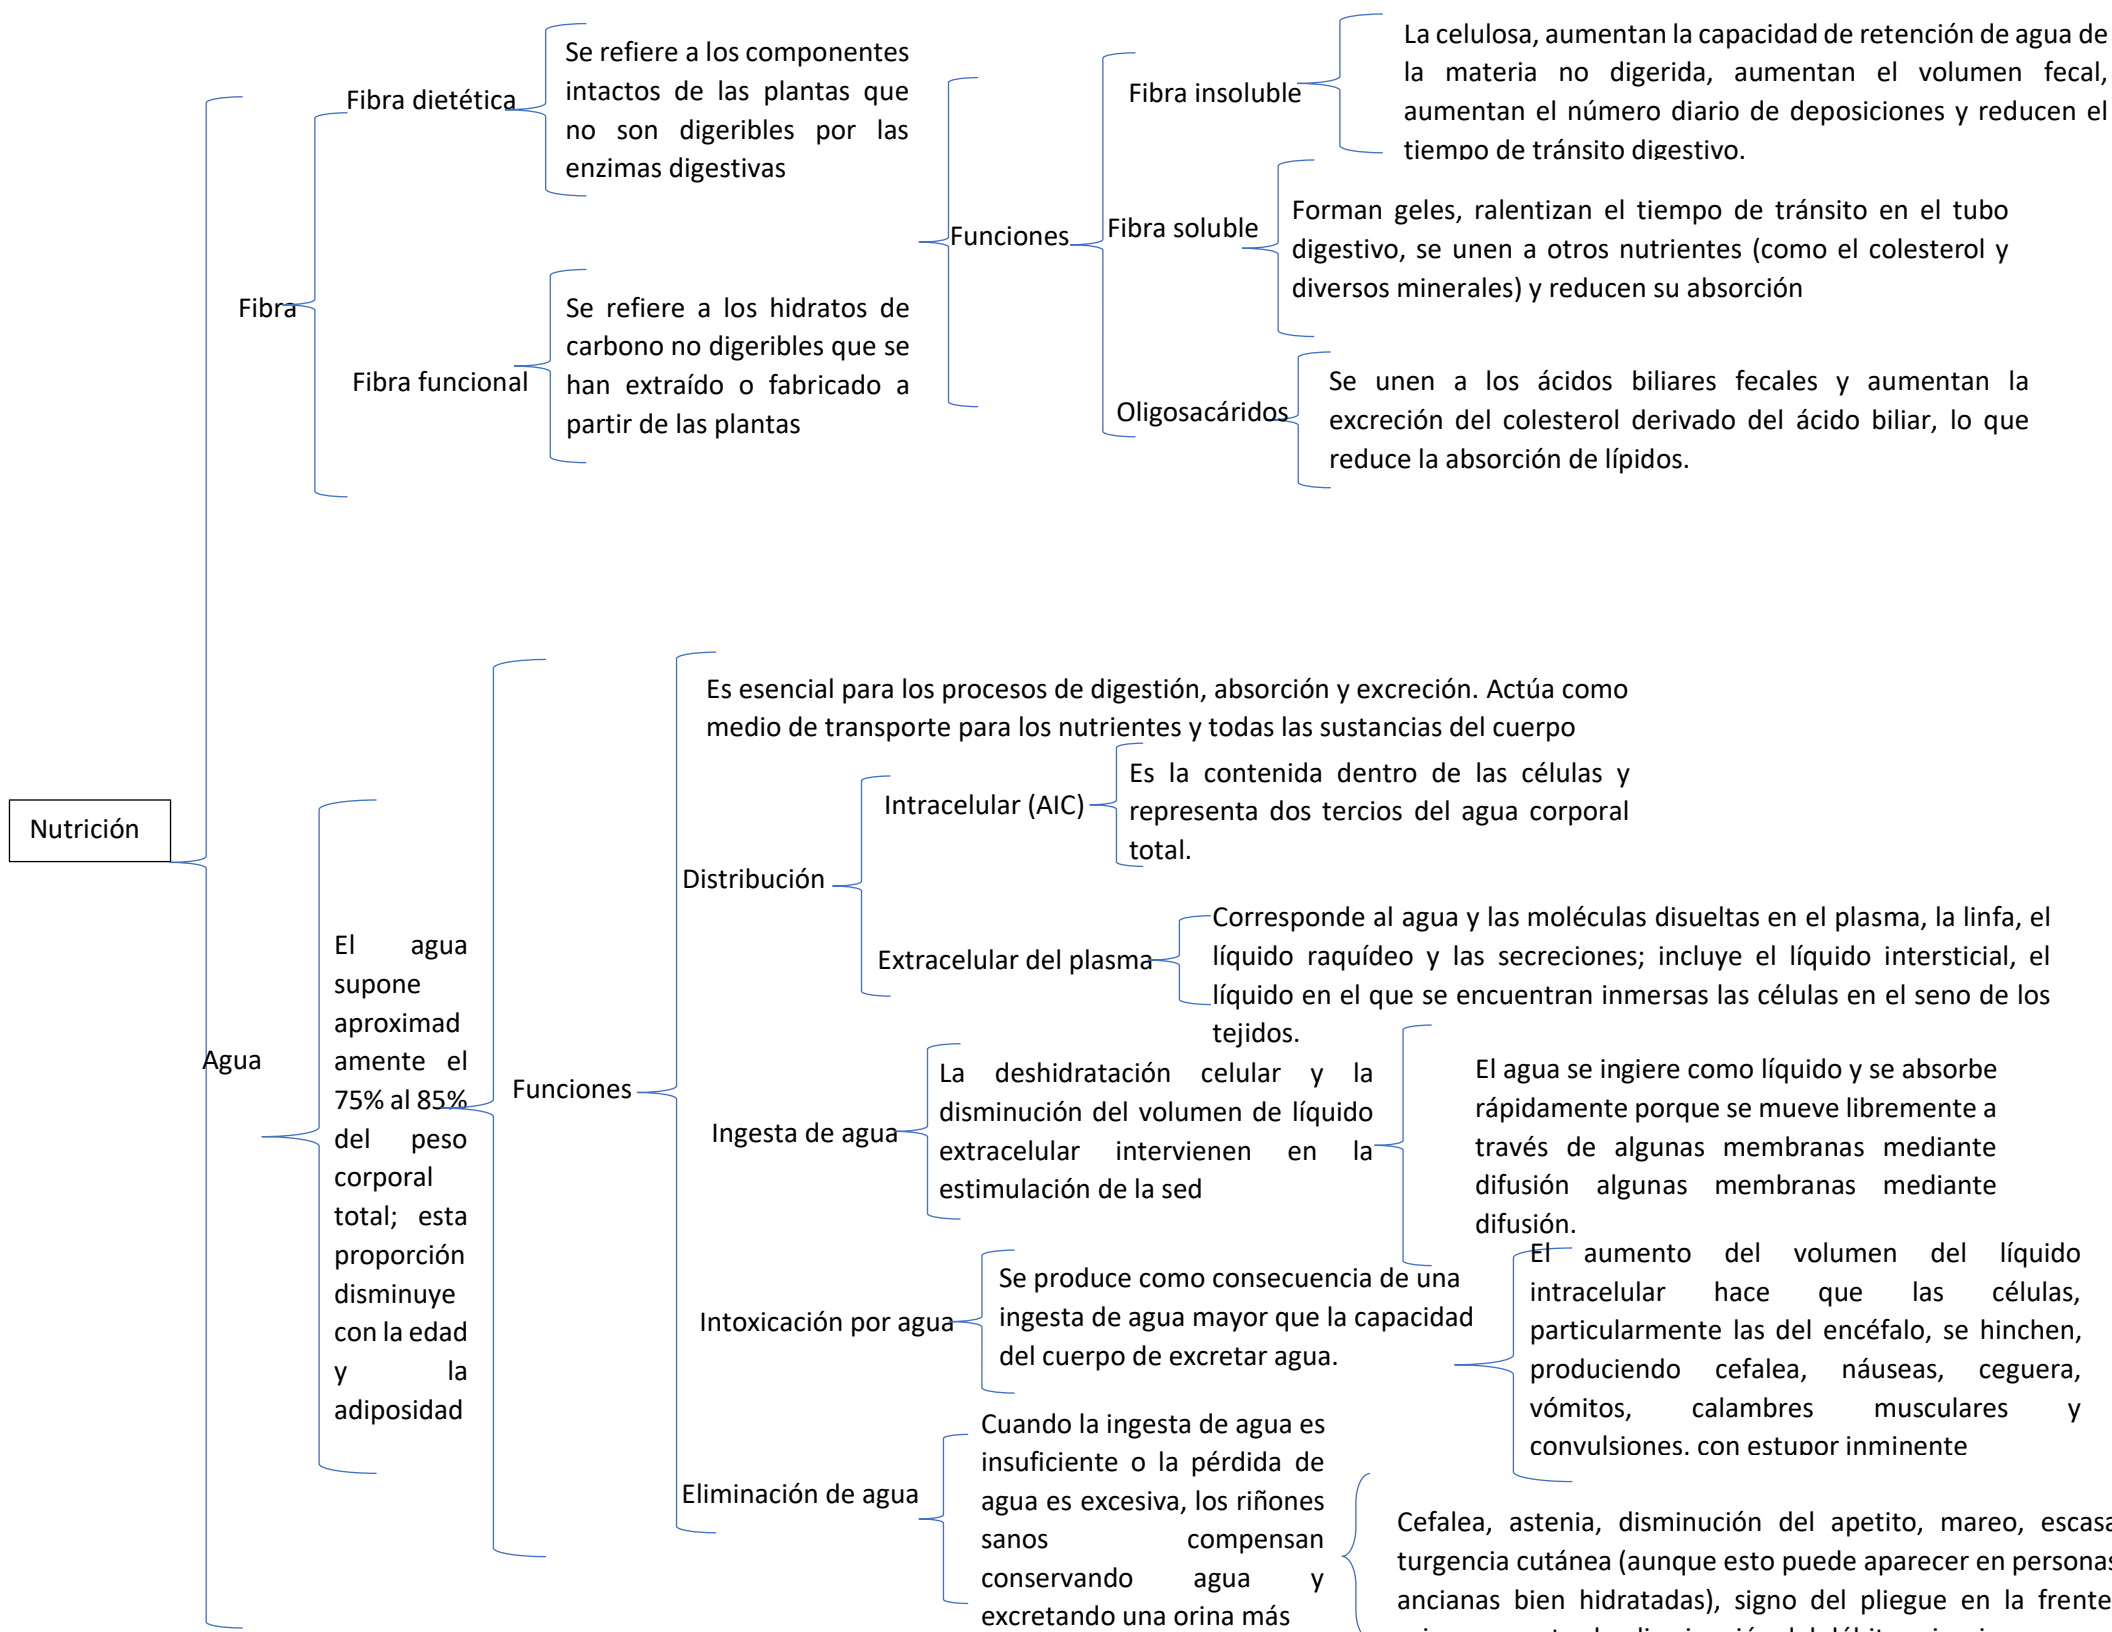 Nutrición
Fibra
Fibra dietética
Se refiere a los componentes
intactos de las plantas que
no son digeribles por las
enzimas digestivas
Fibra funcional
Se refiere a los hidratos de
carbono no digeribles que se
han extraído o fabricado a
partir de las plantas
Funciones
Fibra insoluble
La celulosa, aumentan la capacidad de retención de agua de
la materia no digerida, aumentan el volumen fecal,
aumentan el número diario de deposiciones y reducen el
tiempo de tránsito digestivo.
Fibra soluble
Forman geles, ralentizan el tiempo de tránsito en el tubo
digestivo, se unen a otros nutrientes (como el colesterol y
diversos minerales) y reducen su absorción
Oligosacáridos
Se unen a los ácidos biliares fecales y aumentan la
excreción del colesterol derivado del ácido biliar, lo que
reduce la absorción de lípidos.
Agua
El agua
supone
aproximad
amente el
75% al 85%
del peso
corporal
total; esta
proporción
disminuye
con la edad
y la
adiposidad
Funciones
Es esencial para los procesos de digestión, absorción y excreción. Actúa como
medio de transporte para los nutrientes y todas las sustancias del cuerpo
Distribución
Intracelular (AIC)
Es la contenida dentro de las células y
representa dos tercios del agua corporal
total.
Extracelular del plasma
Corresponde al agua y las moléculas disueltas en el plasma, la linfa, el
líquido raquídeo y las secreciones; incluye el líquido intersticial, el
líquido en el que se encuentran inmersas las células en el seno de los
tejidos.
Ingesta de agua
La deshidratación celular y la
disminución del volumen de líquido
extracelular intervienen en la
estimulación de la sed
El agua se ingiere como líquido y se absorbe
rápidamente porque se mueve libremente a
través de algunas membranas mediante
difusión algunas membranas mediante
difusión.
Intoxicación por agua
Se produce como consecuencia de una
ingesta de agua mayor que la capacidad
del cuerpo de excretar agua.
El aumento del volumen del líquido
intracelular hace que las células,
particularmente las del encéfalo, se hinchen,
produciendo cefalea, náuseas, ceguera,
vómitos, calambres musculares y
convulsiones, con estupor inminente
Eliminación de agua
Cuando la ingesta de agua es
insuficiente o la pérdida de
agua es excesiva, los riñones
sanos compensan
conservando agua y
excretando una orina más
Cefalea, astenia, disminución del apetito, mareo, escasa
turgencia cutánea (aunque esto puede aparecer en personas
ancianas bien hidratadas), signo del pliegue en la frente